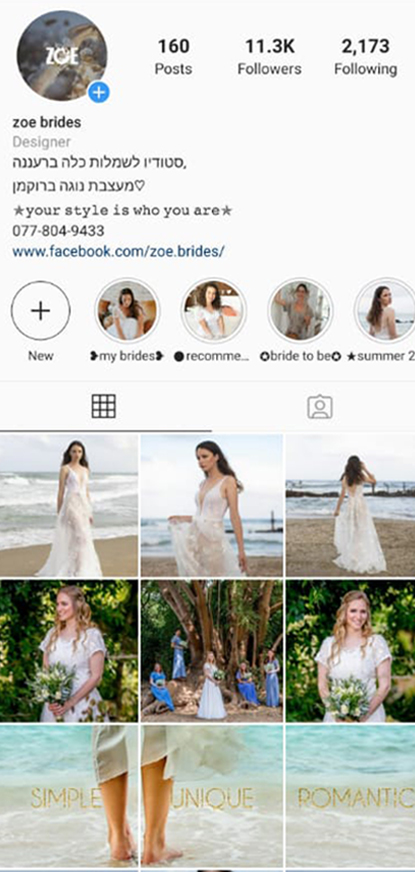 ZOE
160
Posts
11.3K
Followers
2,173
Following
zoe brides
Designer
סטודיו לשמלות כלה ברעננה,
מעצבת נוגה ברוקמן♡
★your style is who you are★
077-804-9433
www.facebook.com/zoe.brides/
New
❥my brides❥
●recomme...
✪bride to be✪
★summer 2
SIMPLE
UNIQUE
ROMANTIC